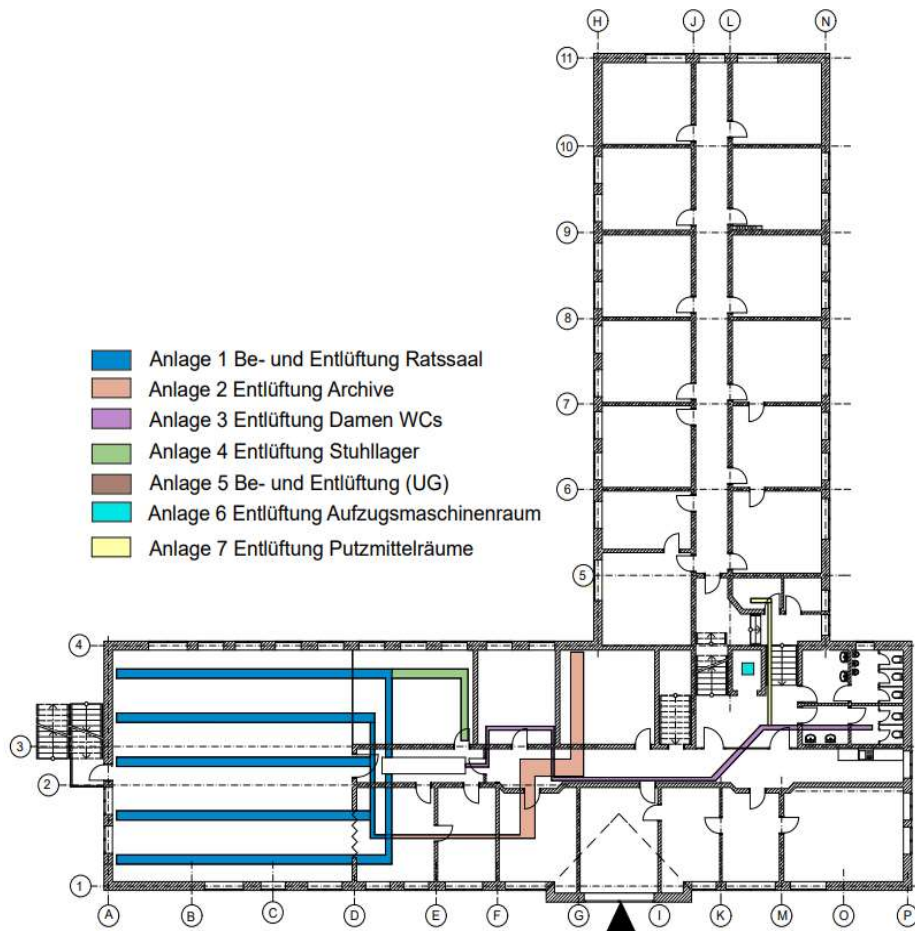 H J L N
11
10
9
8
7
6
5
Anlage 1 Be- und Entlüftung Ratssaal
Anlage 2 Entlüftung Archive
Anlage 3 Entlüftung Damen WCs
Anlage 4 Entlüftung Stuhllager
Anlage 5 Be- und Entlüftung (UG)
Anlage 6 Entlüftung Aufzugsmaschinenraum
Anlage 7 Entlüftung Putzmittelräume
4
3
2
1
A B C D E F G I K M O P